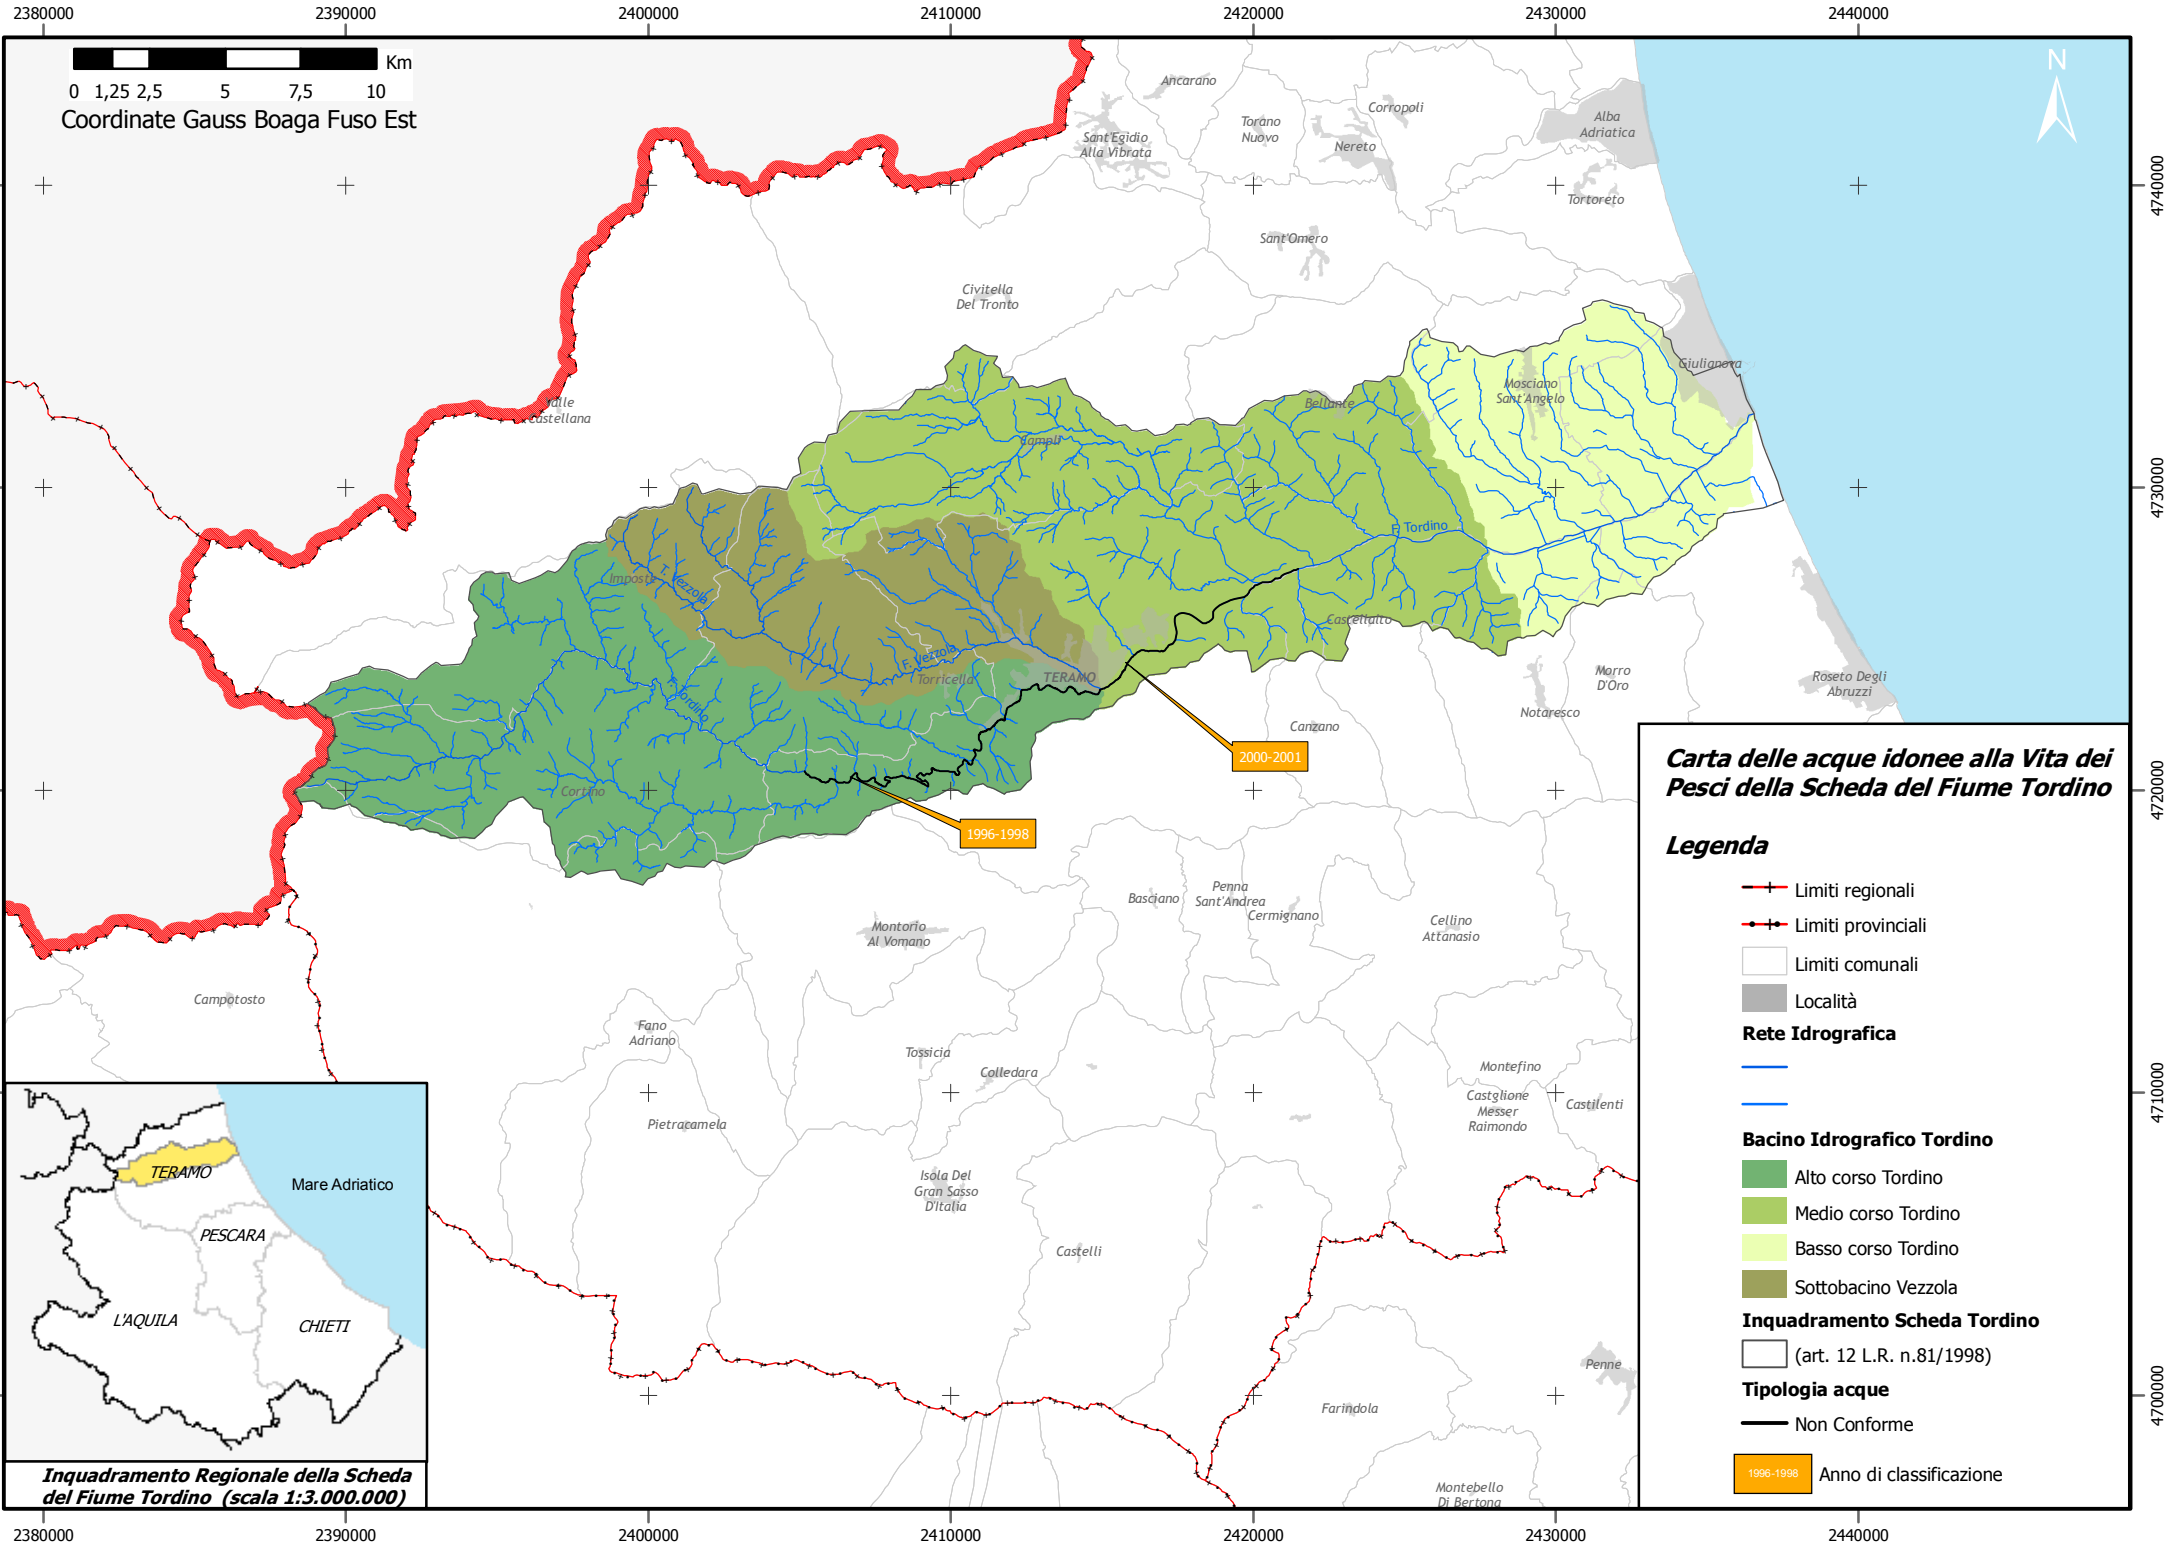 2380000
2390000
2400000
2410000
2420000
2430000
2440000
Km
0 1,25 2,5 5 7,5 10
Coordinate Gauss Boaga Fuso Est
N
4740000
4730000
4720000
4710000
4700000
Ancarano
Sant'Egidio
Alla Vibrata
Torano
Nuovo
Corropoli
Nereto
Alba
Adriatica
Tortoreto
Sant'Omero
Civitella
Del Tronto
Giulianova
Mosciano
Sant'Angelo
Bellante
Valle
Castellana
Campli
F. Tordino
Imposte
T. Vezzola
F. Vezzola
Castellalto
Torricella
TERAMO
F. Tordino
Morro
D'Oro
Notaresco
Roseto Degli
Abruzzi
Canzano
2000-2001
Cortino
1996-1998
Basciano
Penna
Sant'Andrea
Cermignano
Cellino
Attanasio
Montorio
Al Vomano
Campotosto
Fano
Adriano
Tossicia
Colledara
Montefino
Castglione
Messer
Raimondo
Castilenti
Pietracamela
Isola Del
Gran Sasso
D'Italia
Castelli
Penne
Farindola
Montebello
Di Bertona
Carta delle acque idonee alla Vita dei
Pesci della Scheda del Fiume Tordino
Legenda
Limiti regionali
Limiti provinciali
Limiti comunali
Località
Rete Idrografica
Bacino Idrografico Tordino
Alto corso Tordino
Medio corso Tordino
Basso corso Tordino
Sottobacino Vezzola
Inquadramento Scheda Tordino
(art. 12 L.R. n.81/1998)
Tipologia acque
Non Conforme
1996-1998 Anno di classificazione
TERAMO
Mare Adriatico
PESCARA
L'AQUILA
CHIETI
Inquadramento Regionale della Scheda
del Fiume Tordino (scala 1:3.000.000)
2380000
2390000
2400000
2410000
2420000
2430000
2440000